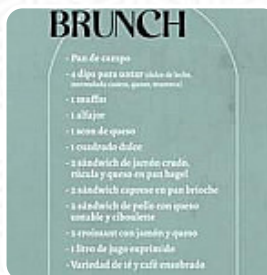 BRUNCH
- Pan de campo
- 4 dips para untar (dulce de leche,
mermelada casera, queso,
- 1 muffin
- 1 alfajor
- 1 scon de queso
- 1 cuadrado dulce
- 2 sándwich de jamón crudo,
rúcula y queso en pan bagel
- 2 sándwich caprese en pan brioche
- 2 sándwich de pollo con queso
untable y ciboulette
- 2 croissant con jamón y queso
- 1 litro de jugo exprimido
- Variedad de té y café ensobrado